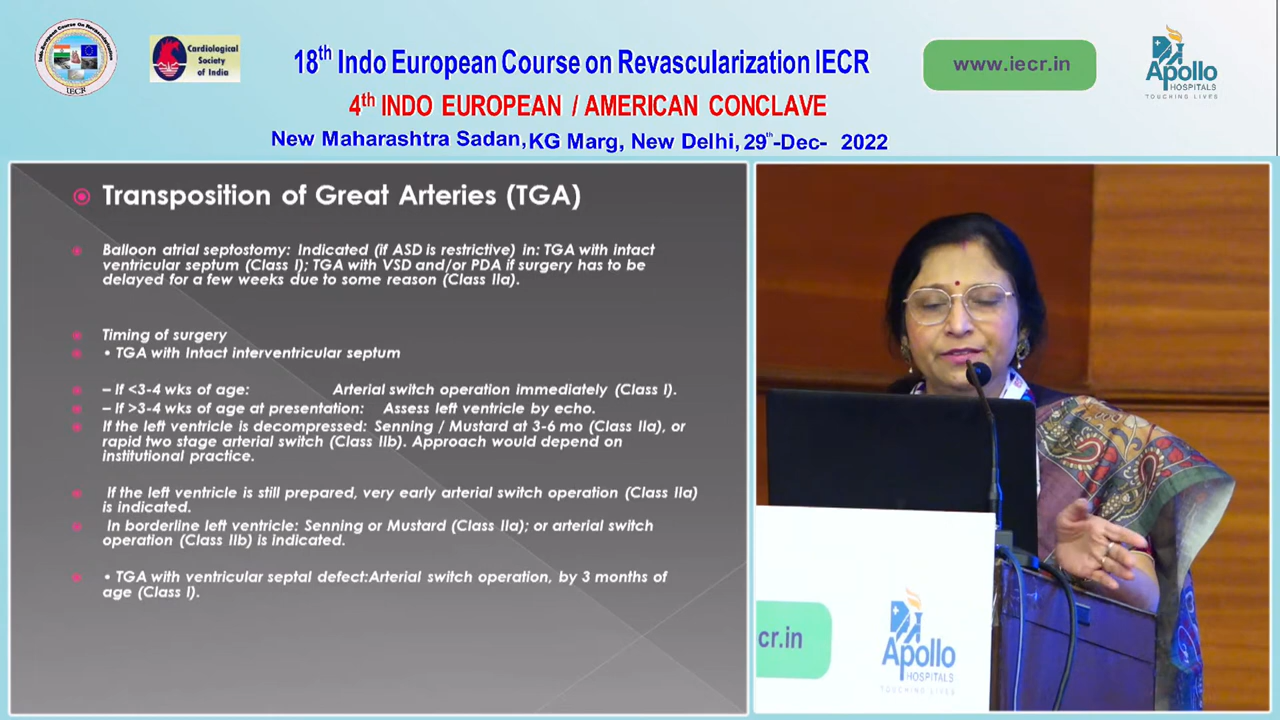 Indo European Course On Revascularization
IECR
Cardiological
Society
of India
18th Indo European Course on Revascularization IECR
4th INDO EUROPEAN / AMERICAN CONCLAVE
New Maharashtra Sadan, KG Marg, New Delhi, 29th-Dec- 2022
www.iecr.in
Apollo
HOSPITALS
TOUCHING LIVES
Transposition of Great Arteries (TGA)
Balloon atrial septostomy: Indicated (if ASD is restrictive) in: TGA with intact
ventricular septum (Class I); TGA with VSD and/or PDA if surgery has to be
delayed for a few weeks due to some reason (Class IIa).
Timing of surgery
• TGA with Intact interventricular septum
– If <3-4 wks of age: Arterial switch operation immediately (Class I).
– If >3-4 wks of age at presentation: Assess left ventricle by echo.
If the left ventricle is decompressed: Senning / Mustard at 3-6 mo (Class IIa), or
rapid two stage arterial switch (Class IIb). Approach would depend on
institutional practice.
If the left ventricle is still prepared, very early arterial switch operation (Class IIa)
is indicated.
In borderline left ventricle: Senning or Mustard (Class IIa); or arterial switch
operation (Class IIb) is indicated.
• TGA with ventricular septal defect:Arterial switch operation, by 3 months of
age (Class I).
cr.in
Apollo
HOSPITALS
TOUCHING LIVES